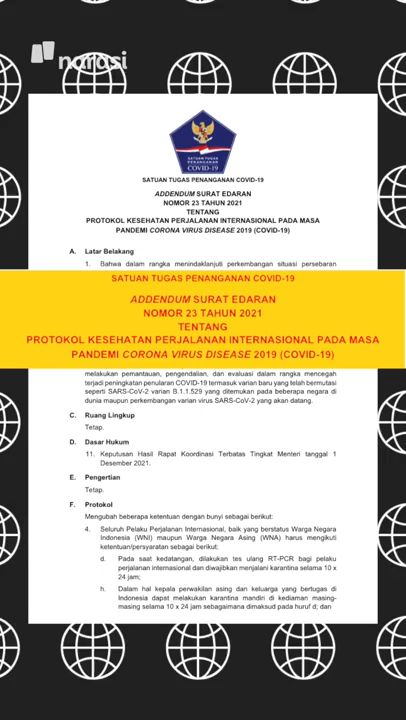 narasi
SATUAN TUGAS
PENANGANAN
COVID-19
SATUAN TUGAS PENANGANAN COVID-19
ADDENDUM SURAT EDARAN
NOMOR 23 TAHUN 2021
TENTANG
PROTOKOL KESEHATAN PERJALANAN INTERNASIONAL PADA MASA
PANDEMI CORONA VIRUS DISEASE 2019 (COVID-19)
A. Latar Belakang
1. Bahwa dalam rangka menindaklanjuti perkembangan situasi persebaran
SATUAN TUGAS PENANGANAN COVID-19
ADDENDUM SURAT EDARAN
NOMOR 23 TAHUN 2021
TENTANG
PROTOKOL KESEHATAN PERJALANAN INTERNASIONAL PADA MASA
PANDEMI CORONA VIRUS DISEASE 2019 (COVID-19)
melakukan pemantauan, pengendalian, dan evaluasi dalam rangka mencegah
terjadi peningkatan penularan COVID-19 termasuk varian baru yang telah bermutasi
seperti SARS-CoV-2 varian B.1.1.529 yang ditemukan pada beberapa negara di
dunia maupun perkembangan varian virus SARS-CoV-2 yang akan datang.
C. Ruang Lingkup
Tetap.
D. Dasar Hukum
11. Keputusan Hasil Rapat Koordinasi Terbatas Tingkat Menteri tanggal 1
Desember 2021.
E. Pengertian
Tetap.
F. Protokol
Mengubah beberapa ketentuan dengan bunyi sebagai berikut:
4. Seluruh Pelaku Perjalanan Internasional, baik yang berstatus Warga Negara
Indonesia (WNI) maupun Warga Negara Asing (WNA) harus mengikuti
ketentuan/persyaratan sebagai berikut:
d. Pada saat kedatangan, dilakukan tes ulang RT-PCR bagi pelaku
perjalanan internasional dan diwajibkan menjalani karantina selama 10 x
24 jam;
h. Dalam hal kepala perwakilan asing dan keluarga yang bertugas di
Indonesia dapat melakukan karantina mandiri di kediaman masing-
masing selama 10 x 24 jam sebagaimana dimaksud pada huruf d; dan